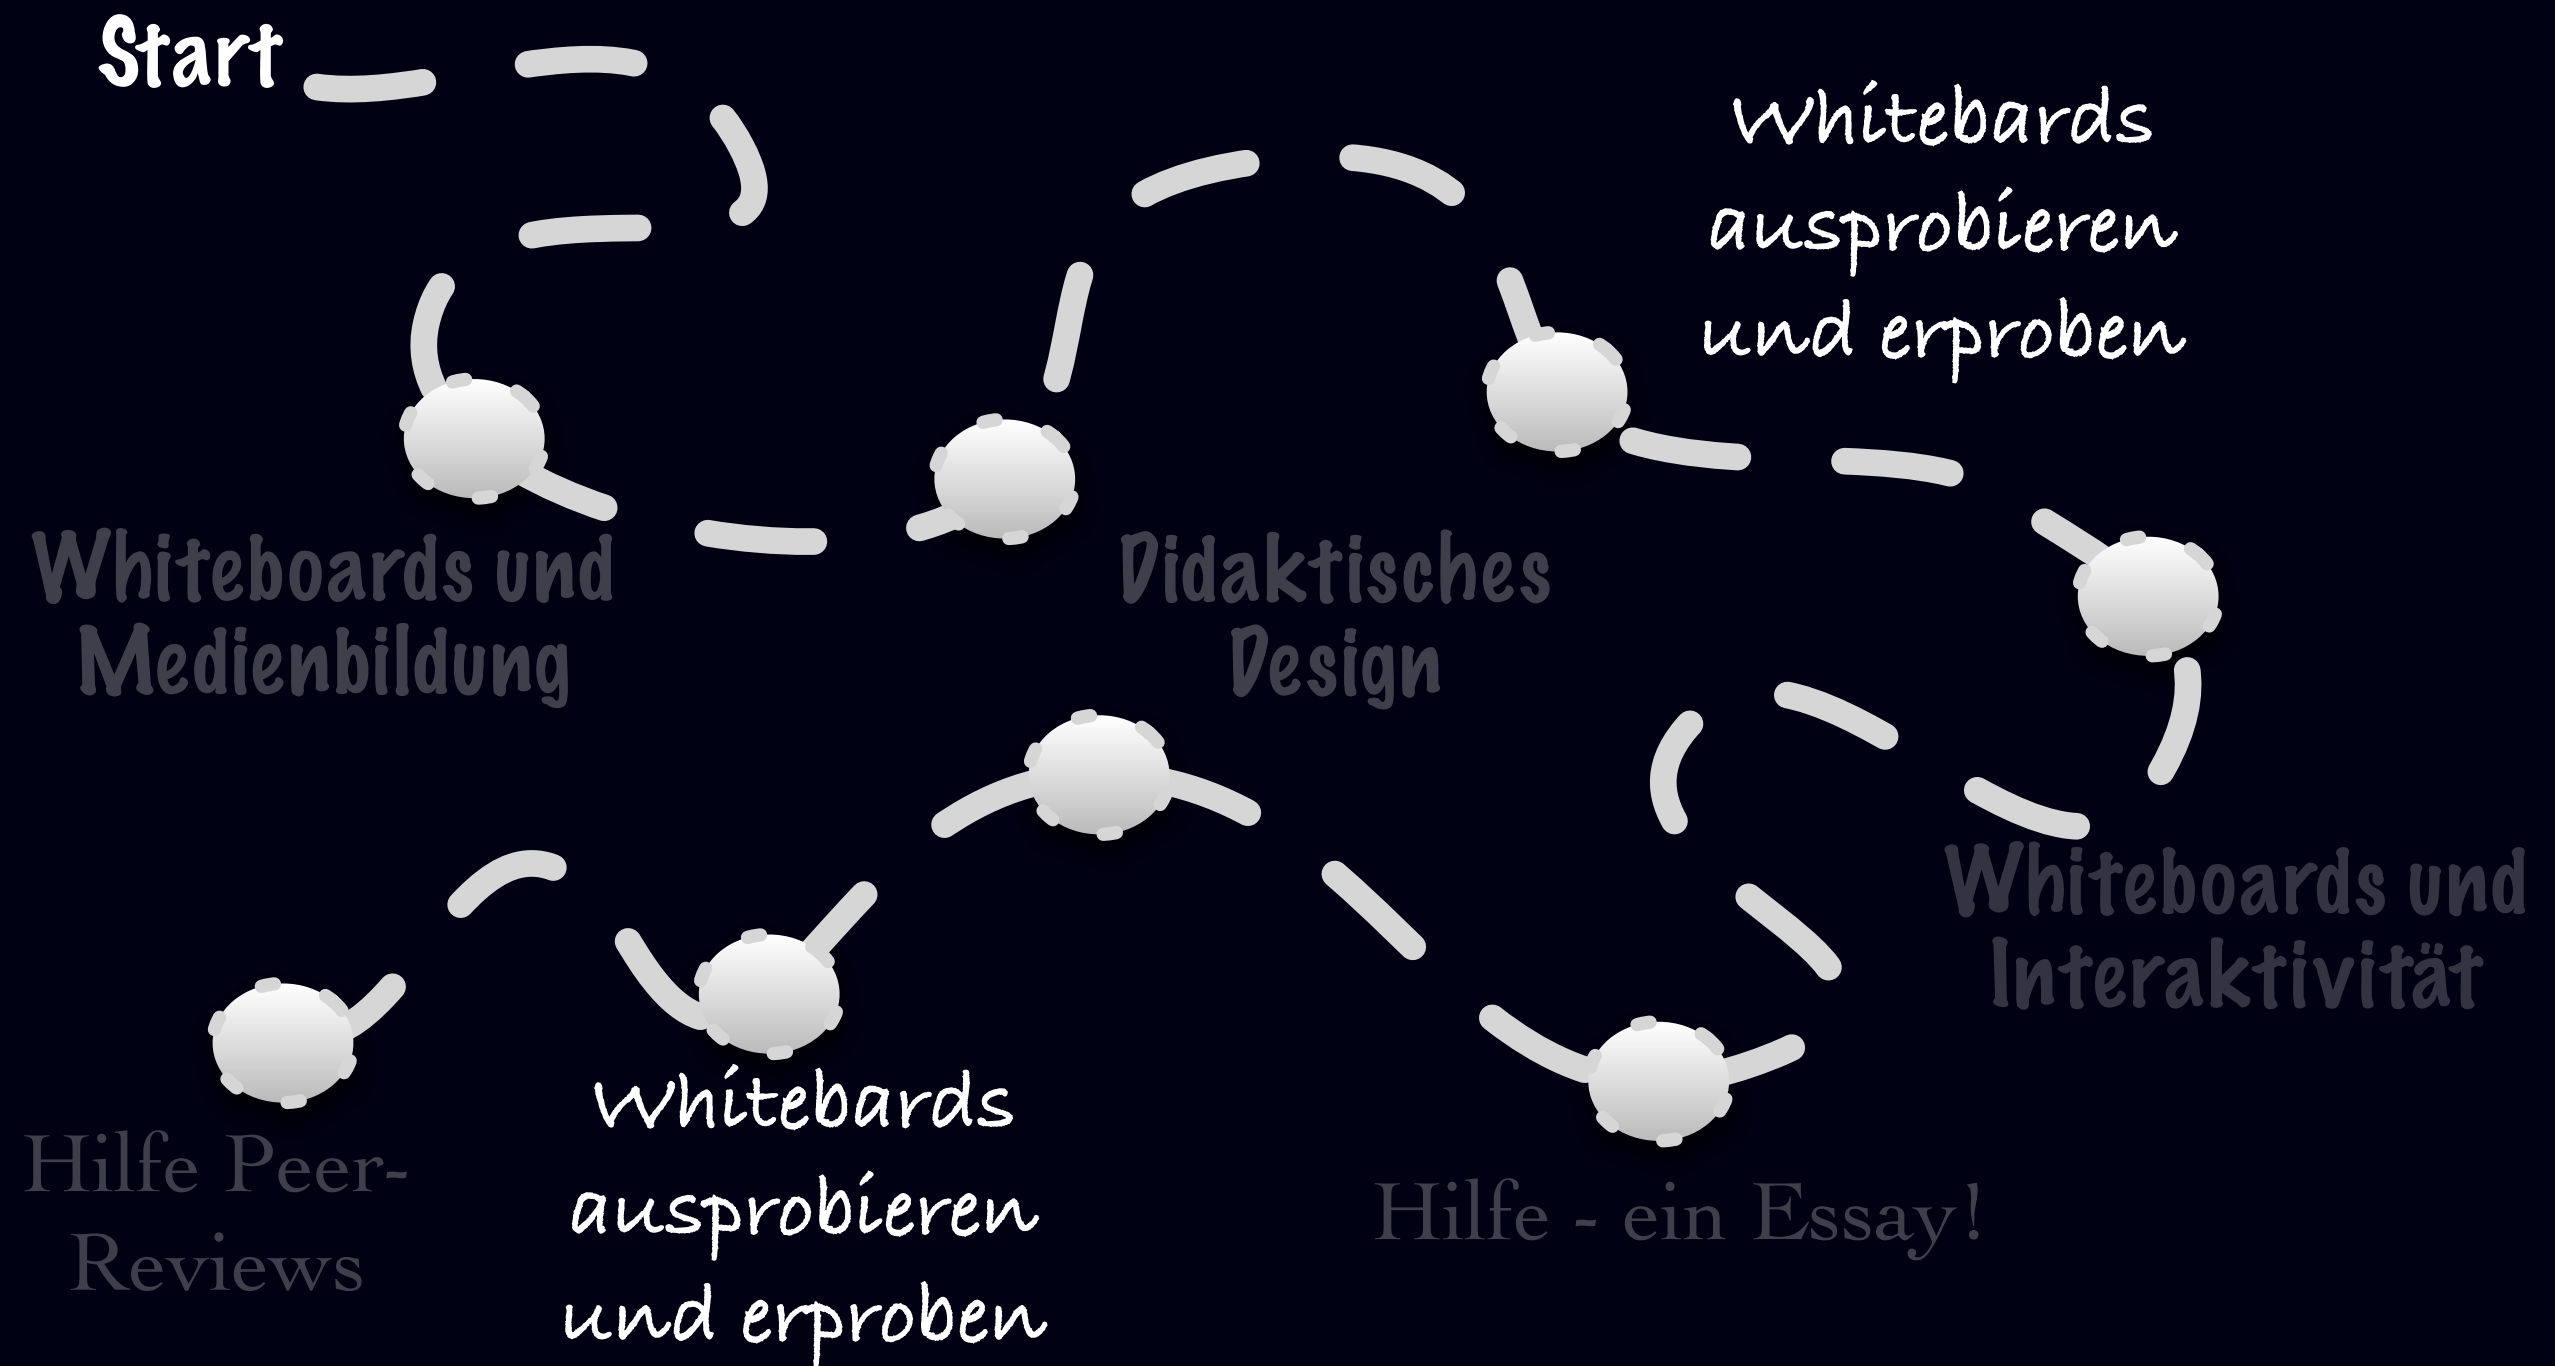 Start
Whitebards
ausprobieren
und erproben
Whiteboards und
Medienbildung
Didaktisches
Design
Whiteboards und
Interaktivität
Hilfe - ein Essay!
Whitebards
ausprobieren
und erproben
Hilfe Peer-
Reviews